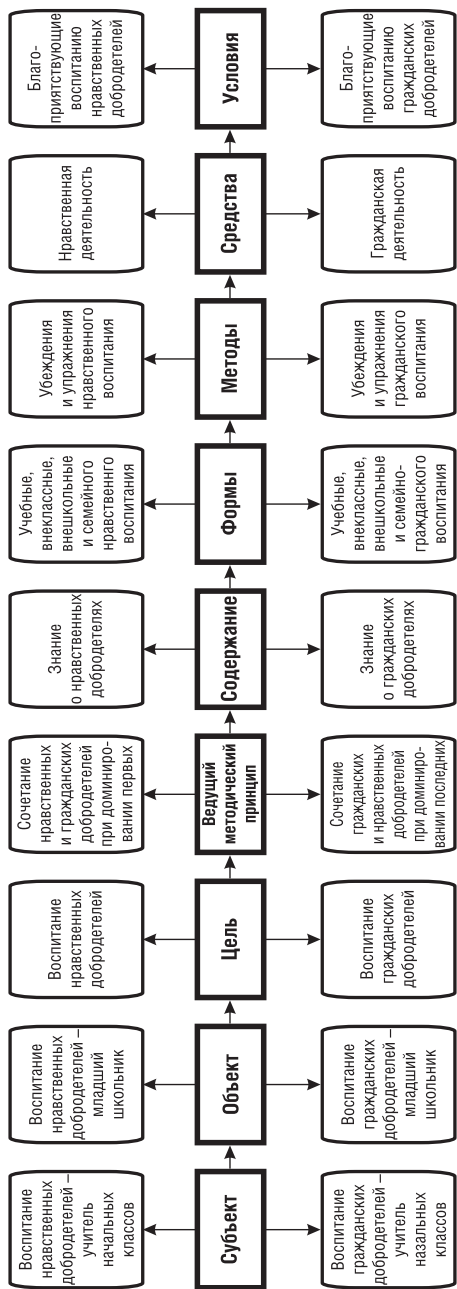 Воспитание
нравственных
добродетелей –
учитель
начальных
классов
Воспитание
нравственных
добродетелей –
младший
школьник
Воспитание
нравственных
добродетелей
Сочетание
нравственных
и гражданских
добродетелей
при доминиро-
вании первых
Знание
о нравственных
добродетелях
Учебные,
внеклассные,
внешкольные
и семейного
нравственнго
воспитания
Убеждения
и упражнения
нравственного
воспитания
Нравственная
деятельность
Благо-
приятствующие
воспитанию
нравственных
добродетелей
Субъект
Объект
Цель
Ведущий
методический
принцип
Содержание
Формы
Методы
Средства
Условия
Воспитание
гражданских
добродетелей –
учитель
назальных
классов
Воспитание
гражданских
добродетелей –
младший
школьник
Воспитание
гражданских
добродетелей
Сочетание
гражданских
и нравственных
добродетелей
при доминиро-
вании последних
Знание
о гражданских
добродетелях
Учебные,
внеклассные,
внешкольные
и семейно-
гражданского
воспитания
Убеждения
и упражнения
гражданского
воспитания
Гражданская
деятельность
Благо-
приятствующие
воспитанию
гражданских
добродетелей